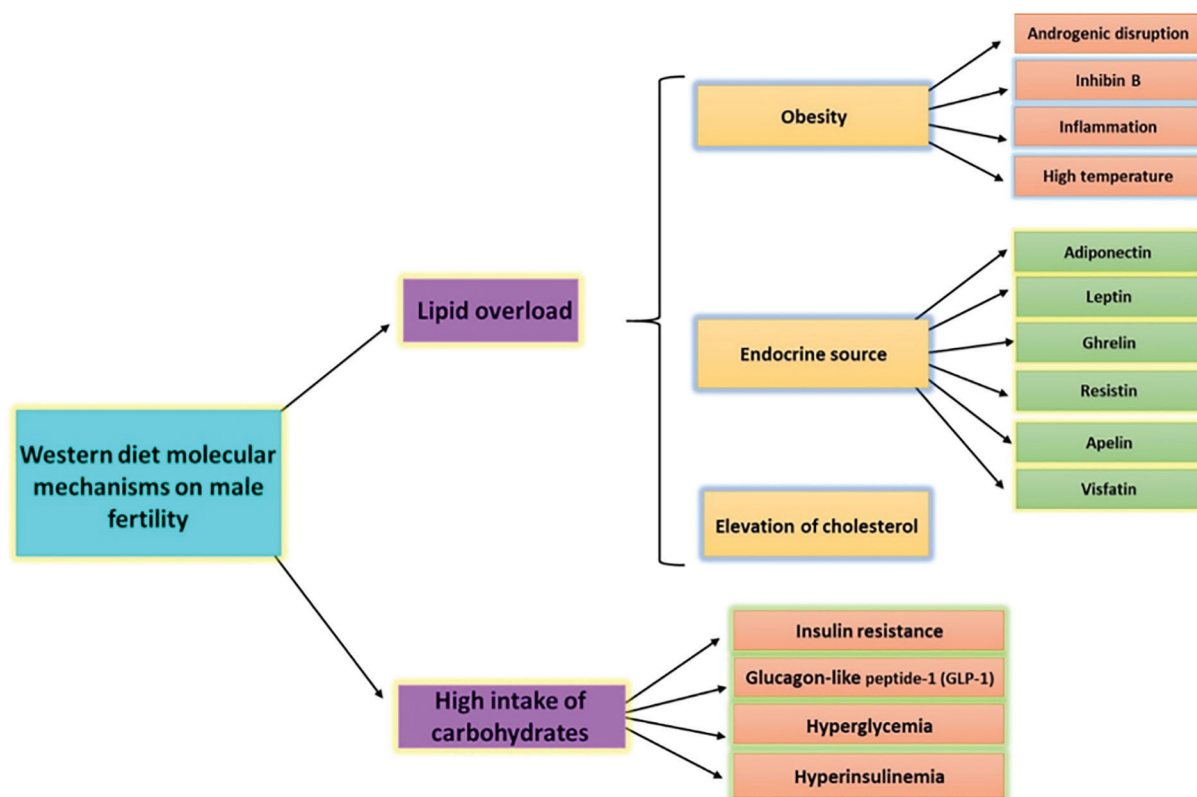 Western diet molecular
mechanisms on male
fertility
Lipid overload
Obesity
Androgenic disruption
Inhibin B
Inflammation
High temperature
Endocrine source
Adiponectin
Leptin
Ghrelin
Resistin
Apelin
Visfatin
Elevation of cholesterol
High intake of
carbohydrates
Insulin resistance
Glucagon-like peptide-1 (GLP-1)
Hyperglycemia
Hyperinsulinemia